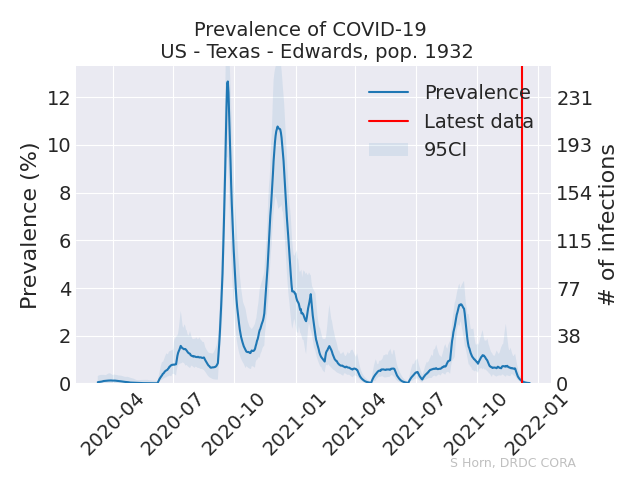 Prevalence of COVID-19
US - Texas - Edwards, pop. 1932
Prevalence (%)
12
10
8
6
4
2
0
Prevalence
Latest data
95CI
231
193
154
115
77
38
0
# of infections
2020-04
2020-07
2020-10
2021-01
2021-04
2021-07
2021-10
2022-01
S Horn, DRDC CORA